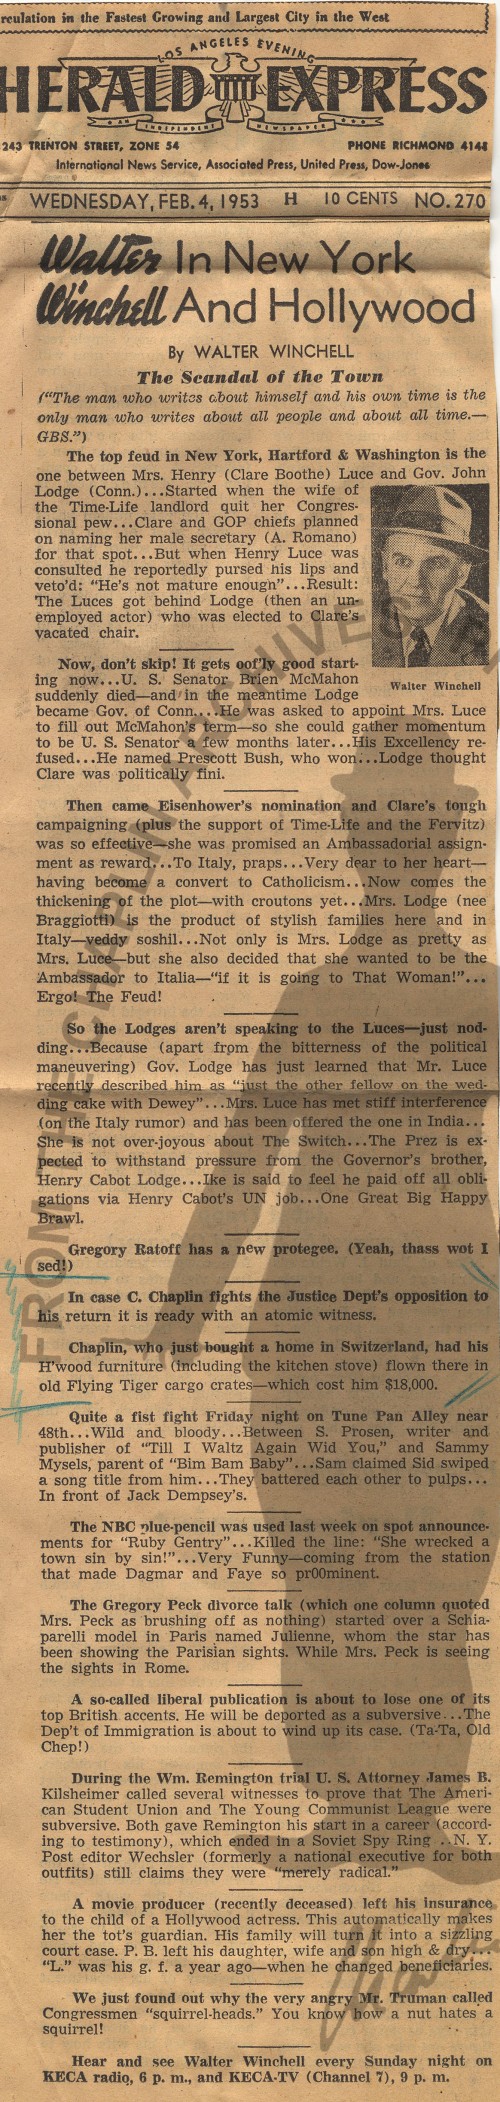 rculation in the Fastest Growing and Largest City in the West
LOS ANGELES EVENING
HERALD EXPRESS
AN INDEPENDENT NEWSPAPER
243 TRENTON STREET, ZONE 54 PHONE RICHMOND 4141
International News Service, Associated Press, United Press, Dow-Jones
WEDNESDAY, FEB. 4, 1953 H 10 CENTS NO. 270
Walter In New York
Winchell And Hollywood
By WALTER WINCHELL
The Scandal of the Town
("The man who writes about himself and his own time is the
only man who writes about all people and about all time.—
GBS.")
The top feud in New York, Hartford & Washington is the
one between Mrs. Henry (Clare Boothe) Luce and Gov. John
Lodge (Conn.)...Started when the wife of
the Time-Life landlord quit her Congres-
sional pew...Clare and GOP chiefs planned
on naming her male secretary (A. Romano)
for that spot...But when Henry Luce was
consulted he reportedly pursed his lips and
veto'd: "He's not mature enough"...Result:
The Luces got behind Lodge (then an un-
employed actor) who was elected to Clare's
vacated chair.
Walter Winchell
Now, don't skip! It gets oof'ly good start-
ing now...U. S. Senator Brien McMahon
suddenly died—and in the meantime Lodge
became Gov. of Conn....He was asked to appoint Mrs. Luce
to fill out McMahon's term—so she could gather momentum
to be U. S. Senator a few months later...His Excellency re-
fused...He named Prescott Bush, who won...Lodge thought
Clare was politically fini.
Then came Eisenhower's nomination and Clare's tough
campaigning (plus the support of Time-Life and the Fervitz)
was so effective—she was promised an Ambassadorial assign-
ment as reward...To Italy, praps...Very dear to her heart—
having become a convert to Catholicism...Now comes the
thickening of the plot—with croutons yet...Mrs. Lodge (nee
Braggiotti) is the product of stylish families here and in
Italy—veddy soshil...Not only is Mrs. Lodge as pretty as
Mrs. Luce—but she also decided that she wanted to be the
Ambassador to Italia—"if it is going to That Woman!"...
Ergo! The Feud!
So the Lodges aren't speaking to the Luces—just nod-
ding...Because (apart from the bitterness of the political
maneuvering) Gov. Lodge has just learned that Mr. Luce
recently described him as "just the other fellow on the wed-
ding cake with Dewey"...Mrs. Luce has met stiff interference
(on the Italy rumor) and has been offered the one in India...
She is not over-joyous about The Switch...The Prez is ex-
pected to withstand pressure from the Governor's brother,
Henry Cabot Lodge...Ike is said to feel he paid off all obli-
gations via Henry Cabot's UN job...One Great Big Happy
Brawl.
Gregory Ratoff has a new protegee. (Yeah, thass wot I
sed!)
In case C. Chaplin fights the Justice Dept's opposition to
his return it is ready with an atomic witness.
Chaplin, who just bought a home in Switzerland, had his
H'wood furniture (including the kitchen stove) flown there in
old Flying Tiger cargo crates—which cost him $18,000.
Quite a fist fight Friday night on Tune Pan Alley near
48th...Wild and bloody...Between S. Prosen, writer and
publisher of "Till I Waltz Again Wid You," and Sammy
Mysels, parent of "Bim Bam Baby"...Sam claimed Sid swiped
a song title from him...They battered each other to pulps...
In front of Jack Dempsey's.
The NBC blue-pencil was used last week on spot announce-
ments for "Ruby Gentry"...Killed the line: "She wrecked a
town sin by sin!"...Very Funny—coming from the station
that made Dagmar and Faye so pr00minent.
The Gregory Peck divorce talk (which one column quoted
Mrs. Peck as brushing off as nothing) started over a Schia-
parelli model in Paris named Julienne, whom the star has
been showing the Parisian sights. While Mrs. Peck is seeing
the sights in Rome.
A so-called liberal publication is about to lose one of its
top British accents. He will be deported as a subversive...The
Dep't of Immigration is about to wind up its case. (Ta-Ta, Old
Chep!)
During the Wm. Remington trial U. S. Attorney James B.
Kilsheimer called several witnesses to prove that The Ameri-
can Student Union and The Young Communist League were
subversive. Both gave Remington his start in a career (accord-
ing to testimony), which ended in a Soviet Spy Ring ..N. Y.
Post editor Wechsler (formerly a national executive for both
outfits) still claims they were "merely radical."
A movie producer (recently deceased) left his insurance
to the child of a Hollywood actress. This automatically makes
her the tot's guardian. His family will turn it into a sizzling
court case. P. B. left his daughter, wife and son high & dry...
"L." was his g. f. a year ago—when he changed beneficiaries.
We just found out why the very angry Mr. Truman called
Congressmen "squirrel-heads." You know how a nut hates a
squirrel!
Hear and see Walter Winchell every Sunday night on
KECA radio, 6 p. m., and KECA-TV (Channel 7), 9 p. m.
FROM THE CHAPLIN ARCHIVES